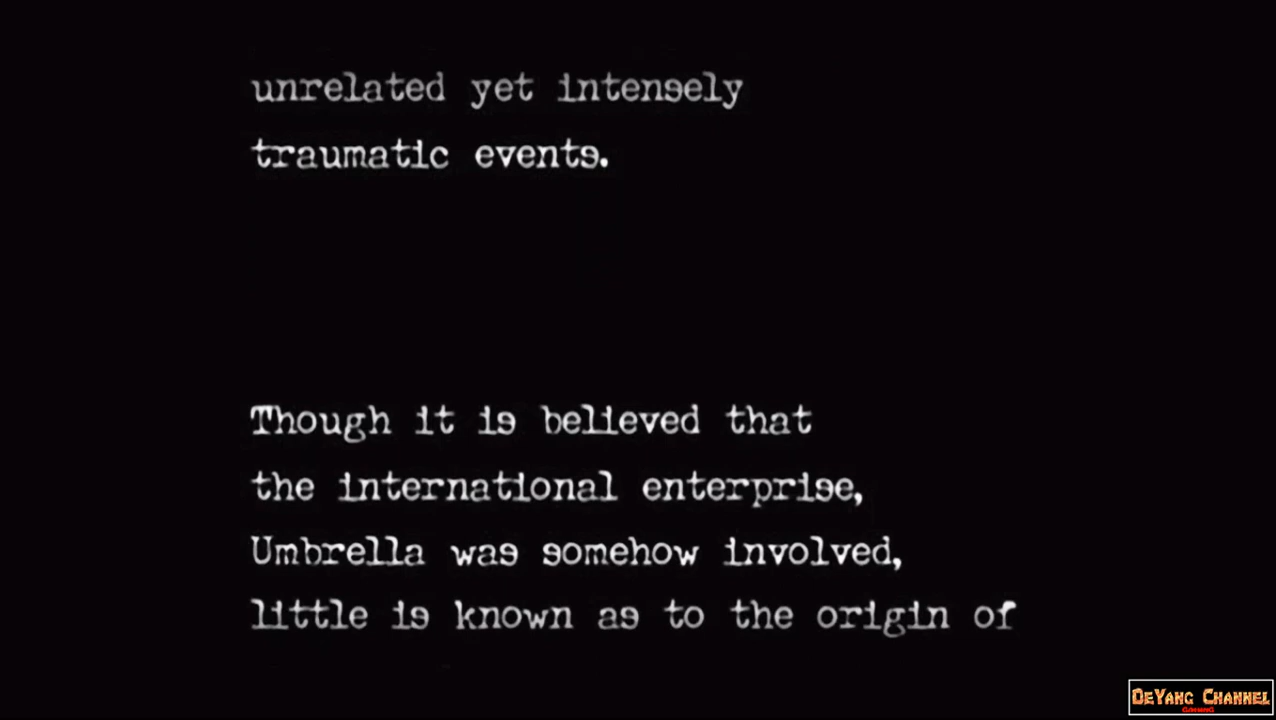 unrelated yet intensely
traumatic events.
Though it is believed that
the international enterprise,
Umbrella was somehow involved,
little is known as to the origin of
DeYang Channel
Gaming